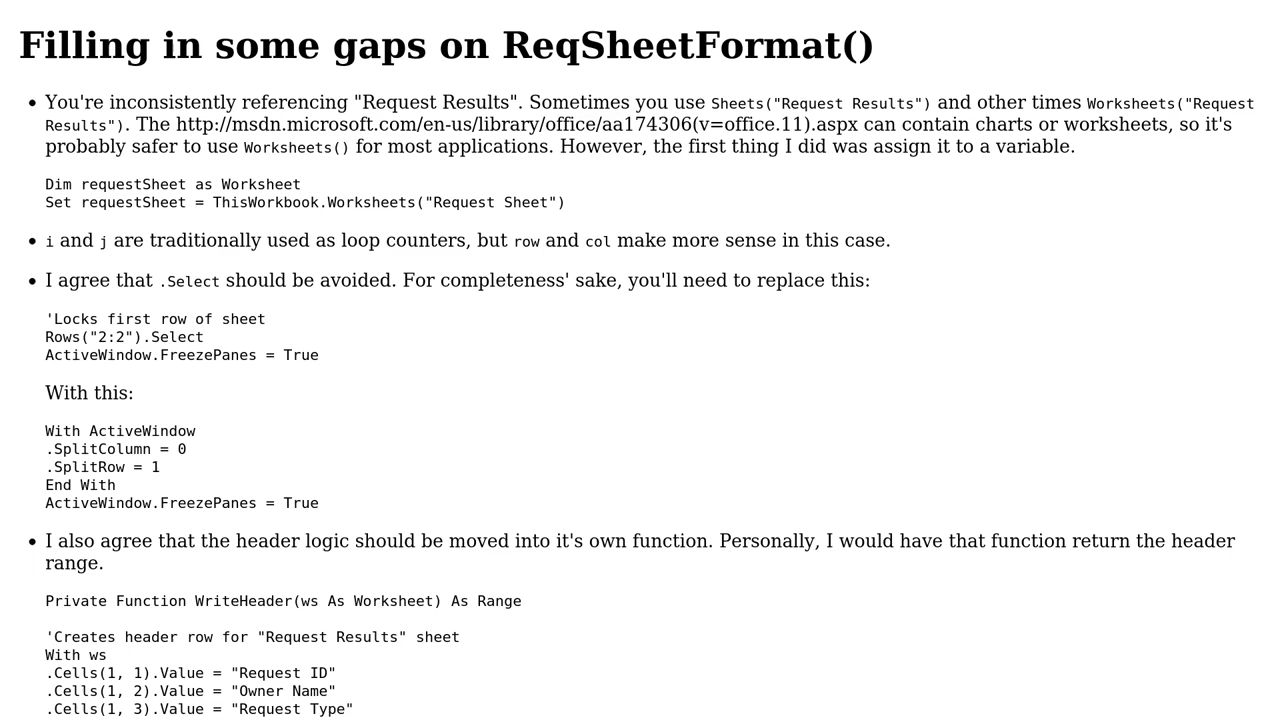 Filling in some gaps on ReqSheetFormat()
• You're inconsistently referencing "Request Results". Sometimes you use Sheets("Request Results") and other times Worksheets("Request
Results"). The http://msdn.microsoft.com/en-us/library/office/aa174306(v=office.11).aspx can contain charts or worksheets, so it's
probably safer to use Worksheets() for most applications. However, the first thing I did was assign it to a variable.
Dim requestSheet as Worksheet
Set requestSheet = ThisWorkbook.Worksheets("Request Sheet")
• i and j are traditionally used as loop counters, but row and col make more sense in this case.
• I agree that .Select should be avoided. For completeness' sake, you'll need to replace this:
'Locks first row of sheet
Rows("2:2").Select
ActiveWindow.FreezePanes = True
With this:
With ActiveWindow
.SplitColumn = 0
.SplitRow = 1
End With
ActiveWindow.FreezePanes = True
• I also agree that the header logic should be moved into it's own function. Personally, I would have that function return the header
range.
Private Function WriteHeader(ws As Worksheet) As Range
'Creates header row for "Request Results" sheet
With ws
.Cells(1, 1).Value = "Request ID"
.Cells(1, 2).Value = "Owner Name"
.Cells(1, 3).Value = "Request Type"